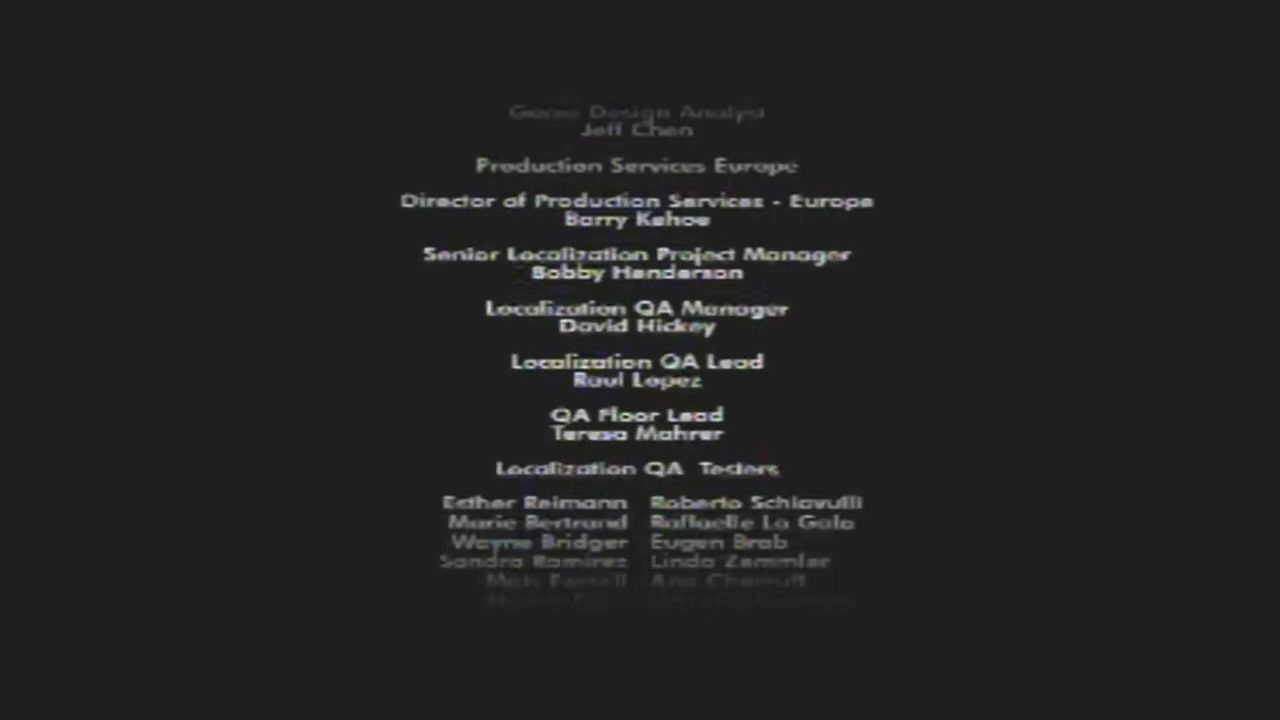 Game Design Analyst
Jeff Chen
Production Services Europe
Director of Production Services - Europe
Barry Kehoe
Senior Localization Project Manager
Bobby Henderson
Localization QA Manager
David Hickey
Localization QA Lead
Raul Lopez
QA Floor Lead
Teresa Mahrer
Localization QA Testers
Esther Reimann Roberto Schiavulli
Marie Bertrand Raffaelle La Gala
Wayne Bridger Eugen Brab
Sandra Ramirez Linda Zemmler